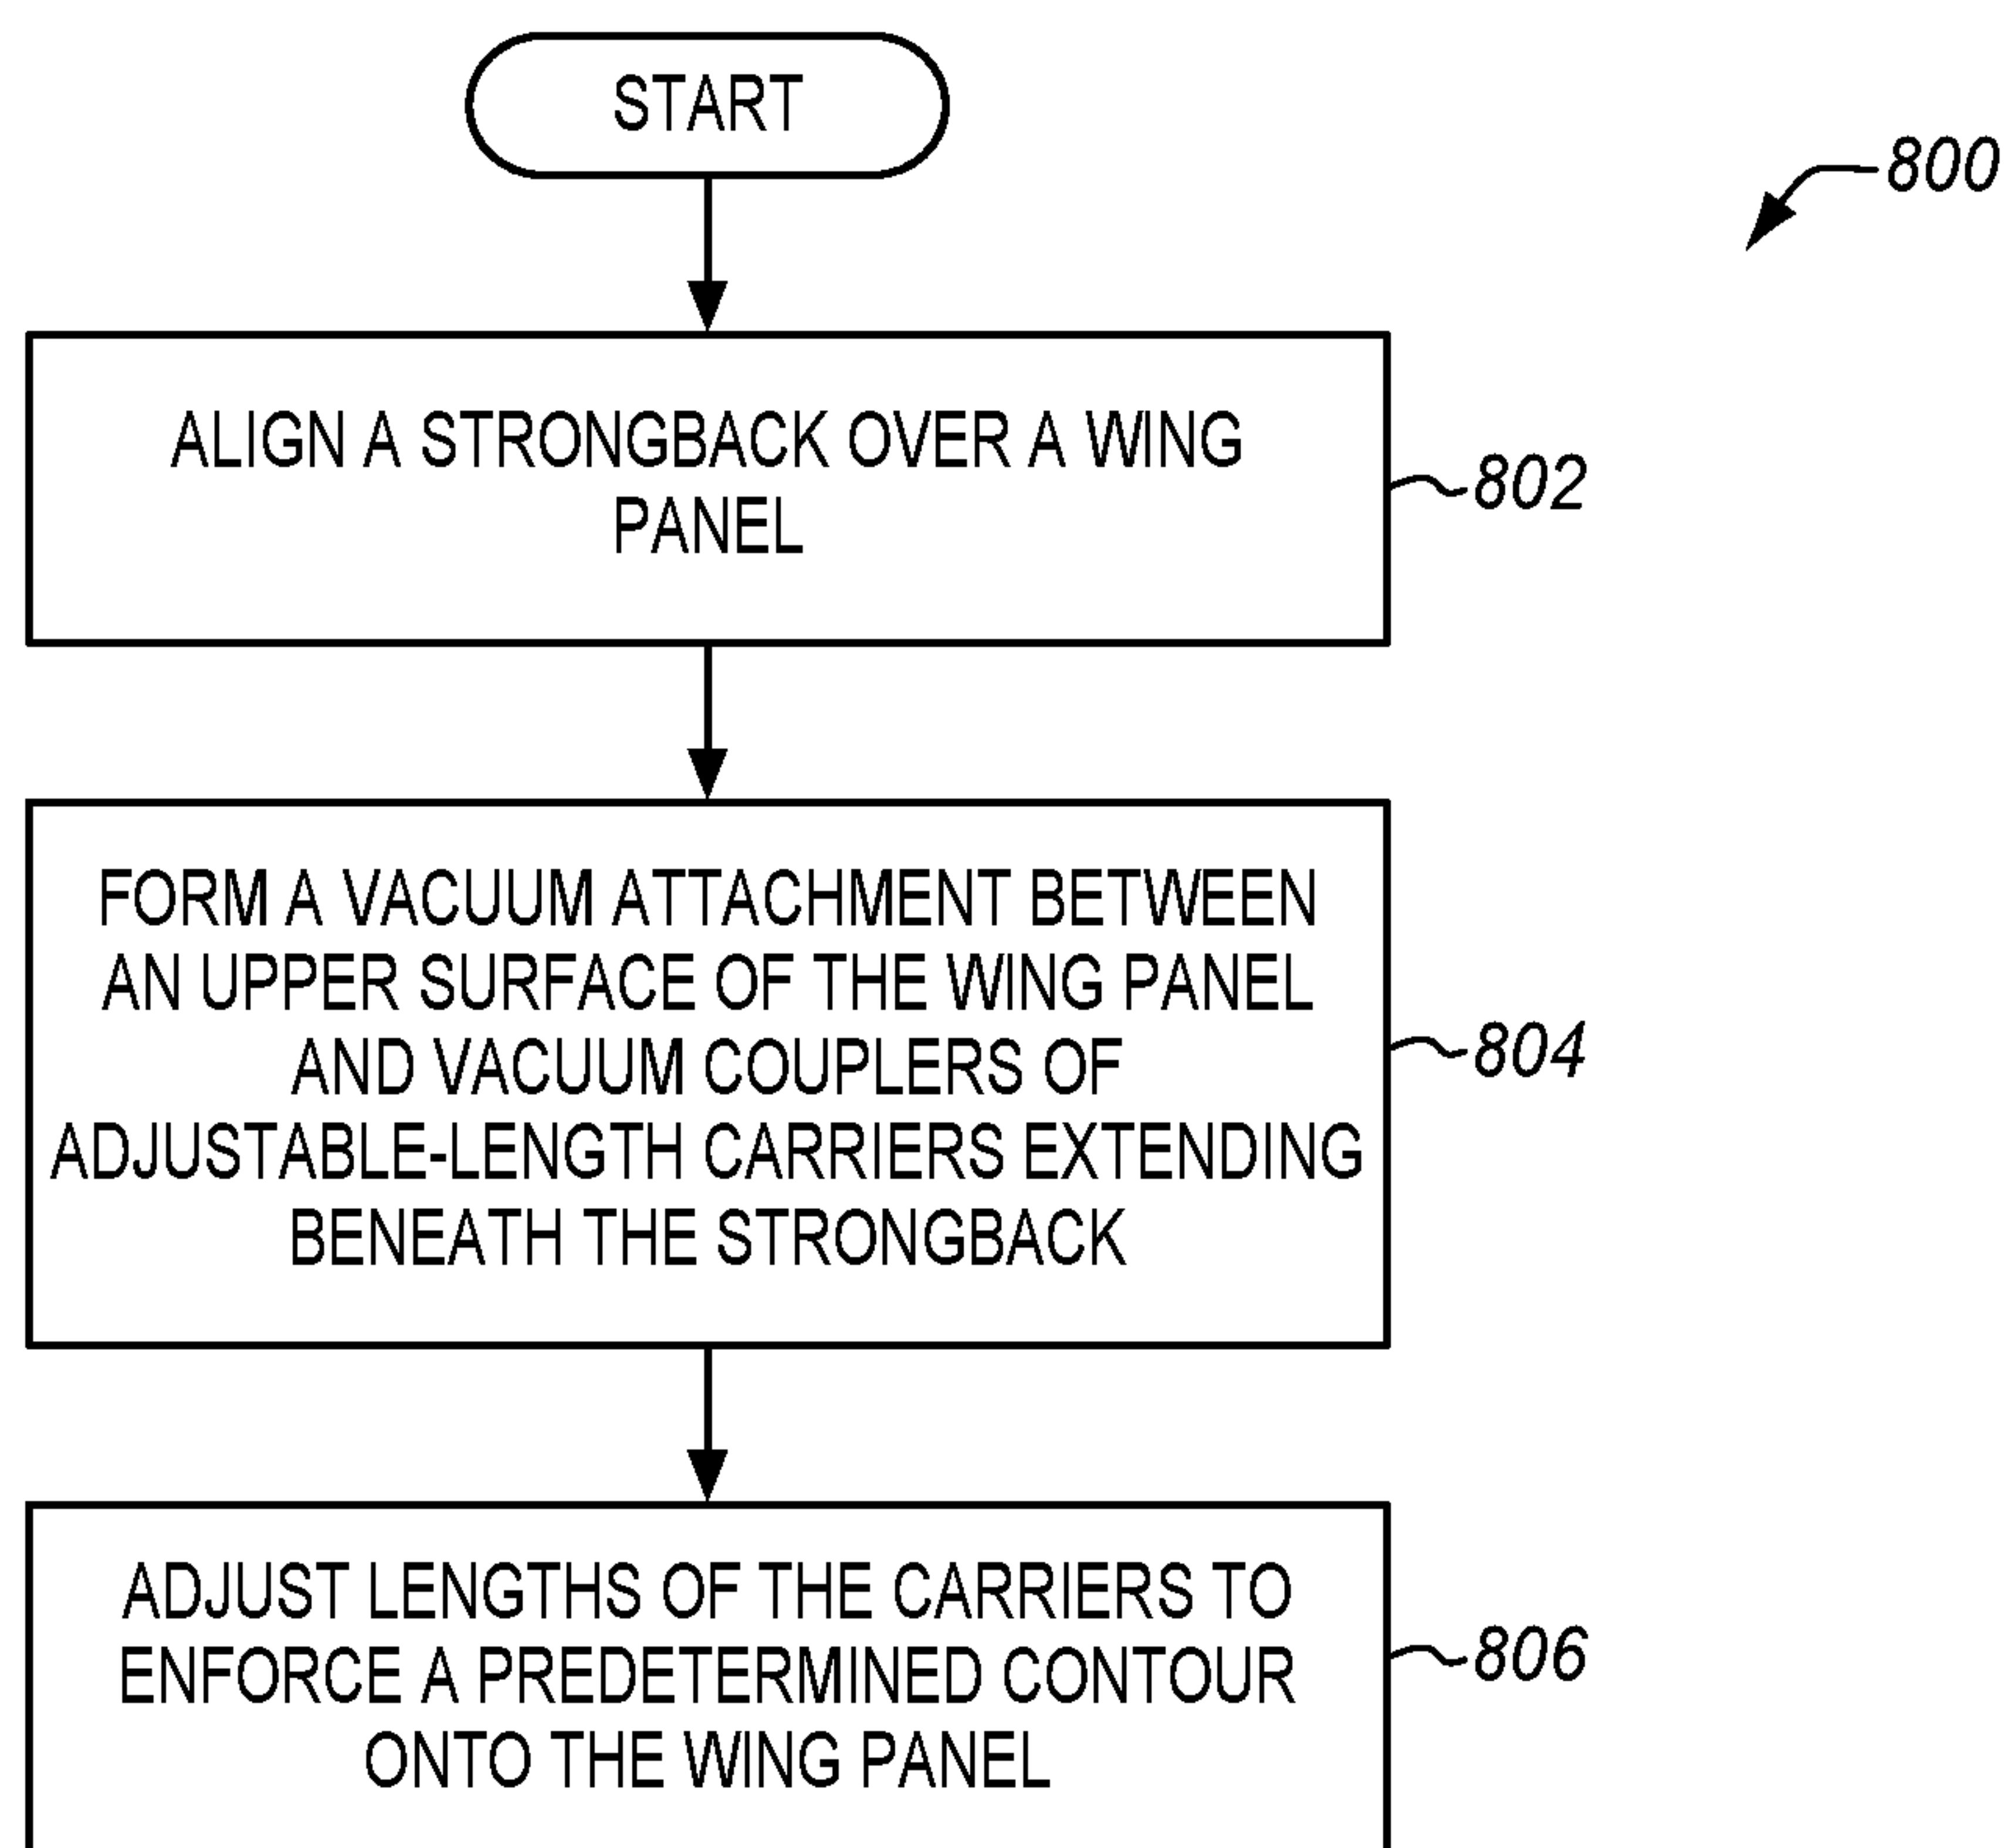 START
800
ALIGN A STRONGBACK OVER A WING
PANEL
802
FORM A VACUUM ATTACHMENT BETWEEN
AN UPPER SURFACE OF THE WING PANEL
AND VACUUM COUPLERS OF
ADJUSTABLE-LENGTH CARRIERS EXTENDING
BENEATH THE STRONGBACK
804
ADJUST LENGTHS OF THE CARRIERS TO
ENFORCE A PREDETERMINED CONTOUR
ONTO THE WING PANEL
806